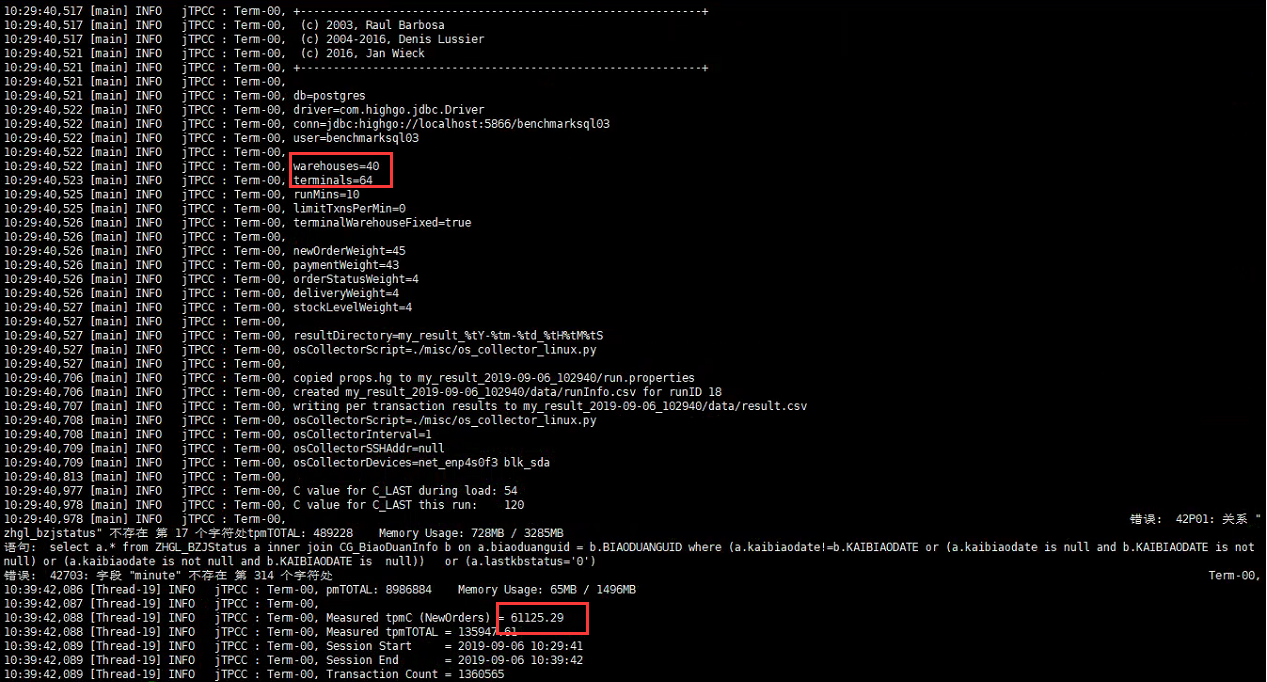 10:29:40,517 [main] INFO   jTPCC : Term-00, +-------------------------------------------------------------+
10:29:40,517 [main] INFO   jTPCC : Term-00,  (c) 2003, Raul Barbosa
10:29:40,517 [main] INFO   jTPCC : Term-00,  (c) 2004-2016, Denis Lussier
10:29:40,521 [main] INFO   jTPCC : Term-00,  (c) 2016, Jan Wieck
10:29:40,521 [main] INFO   jTPCC : Term-00, +-------------------------------------------------------------+
10:29:40,521 [main] INFO   jTPCC : Term-00,
10:29:40,521 [main] INFO   jTPCC : Term-00, db=postgres
10:29:40,522 [main] INFO   jTPCC : Term-00, driver=com.highgo.jdbc.Driver
10:29:40,522 [main] INFO   jTPCC : Term-00, conn=jdbc:highgo://localhost:5866/benchmarksql03
10:29:40,522 [main] INFO   jTPCC : Term-00, user=benchmarksql03
10:29:40,522 [main] INFO   jTPCC : Term-00,
10:29:40,522 [main] INFO   jTPCC : Term-00, warehouses=40
10:29:40,523 [main] INFO   jTPCC : Term-00, terminals=64
10:29:40,525 [main] INFO   jTPCC : Term-00, runMins=10
10:29:40,525 [main] INFO   jTPCC : Term-00, limitTxnsPerMin=0
10:29:40,526 [main] INFO   jTPCC : Term-00, terminalWarehouseFixed=true
10:29:40,526 [main] INFO   jTPCC : Term-00,
10:29:40,526 [main] INFO   jTPCC : Term-00, newOrderWeight=45
10:29:40,526 [main] INFO   jTPCC : Term-00, paymentWeight=43
10:29:40,526 [main] INFO   jTPCC : Term-00, orderStatusWeight=4
10:29:40,526 [main] INFO   jTPCC : Term-00, deliveryWeight=4
10:29:40,527 [main] INFO   jTPCC : Term-00, stockLevelWeight=4
10:29:40,527 [main] INFO   jTPCC : Term-00,
10:29:40,527 [main] INFO   jTPCC : Term-00, resultDirectory=my_result_%tY-%tm-%td_%tH%tM%tS
10:29:40,527 [main] INFO   jTPCC : Term-00, osCollectorScript=./misc/os_collector_linux.py
10:29:40,527 [main] INFO   jTPCC : Term-00,
10:29:40,706 [main] INFO   jTPCC : Term-00, copied props.hg to my_result_2019-09-06_102940/run.properties
10:29:40,706 [main] INFO   jTPCC : Term-00, created my_result_2019-09-06_102940/data/runInfo.csv for runID 18
10:29:40,707 [main] INFO   jTPCC : Term-00, writing per transaction results to my_result_2019-09-06_102940/data/result.csv
10:29:40,708 [main] INFO   jTPCC : Term-00, osCollectorScript=./misc/os_collector_linux.py
10:29:40,708 [main] INFO   jTPCC : Term-00, osCollectorInterval=1
10:29:40,709 [main] INFO   jTPCC : Term-00, osCollectorSSHAddr=null
10:29:40,709 [main] INFO   jTPCC : Term-00, osCollectorDevices=net_enp4s0f3 blk_sda
10:29:40,813 [main] INFO   jTPCC : Term-00,
10:29:40,977 [main] INFO   jTPCC : Term-00, C value for C_LAST during load: 54
10:29:40,978 [main] INFO   jTPCC : Term-00, C value for C_LAST this run:    120
10:29:40,978 [main] INFO   jTPCC : Term-00, 错误:  42P01: 关系 "
zhgl_bzjstatus" 不存在 第 17 个字符处tpmTOTAL: 489228    Memory Usage: 728MB / 3285MB
语句:  select a.* from ZHGL_BZJStatus a inner join CG_BiaoDuanInfo b on a.biaoduanguid = b.BIAODUANGUID where (a.kaibiaodate!=b.KAIBIAODATE or (a.kaibiaodate is null and b.KAIBIAODATE is not
null) or (a.kaibiaodate is not null and b.KAIBIAODATE is  null))   or (a.lastkbstatus='0')
错误:  42703: 字段 "minute" 不存在 第 314 个字符处 Term-00,
10:39:42,086 [Thread-19] INFO   jTPCC : Term-00, pmTOTAL: 8986884    Memory Usage: 65MB / 1496MB
10:39:42,087 [Thread-19] INFO   jTPCC : Term-00,
10:39:42,088 [Thread-19] INFO   jTPCC : Term-00, Measured tpmC (NewOrders) = 61125.29
10:39:42,088 [Thread-19] INFO   jTPCC : Term-00, Measured tpmTOTAL = 135947.61
10:39:42,089 [Thread-19] INFO   jTPCC : Term-00, Session Start     = 2019-09-06 10:29:41
10:39:42,089 [Thread-19] INFO   jTPCC : Term-00, Session End       = 2019-09-06 10:39:42
10:39:42,089 [Thread-19] INFO   jTPCC : Term-00, Transaction Count = 1360565